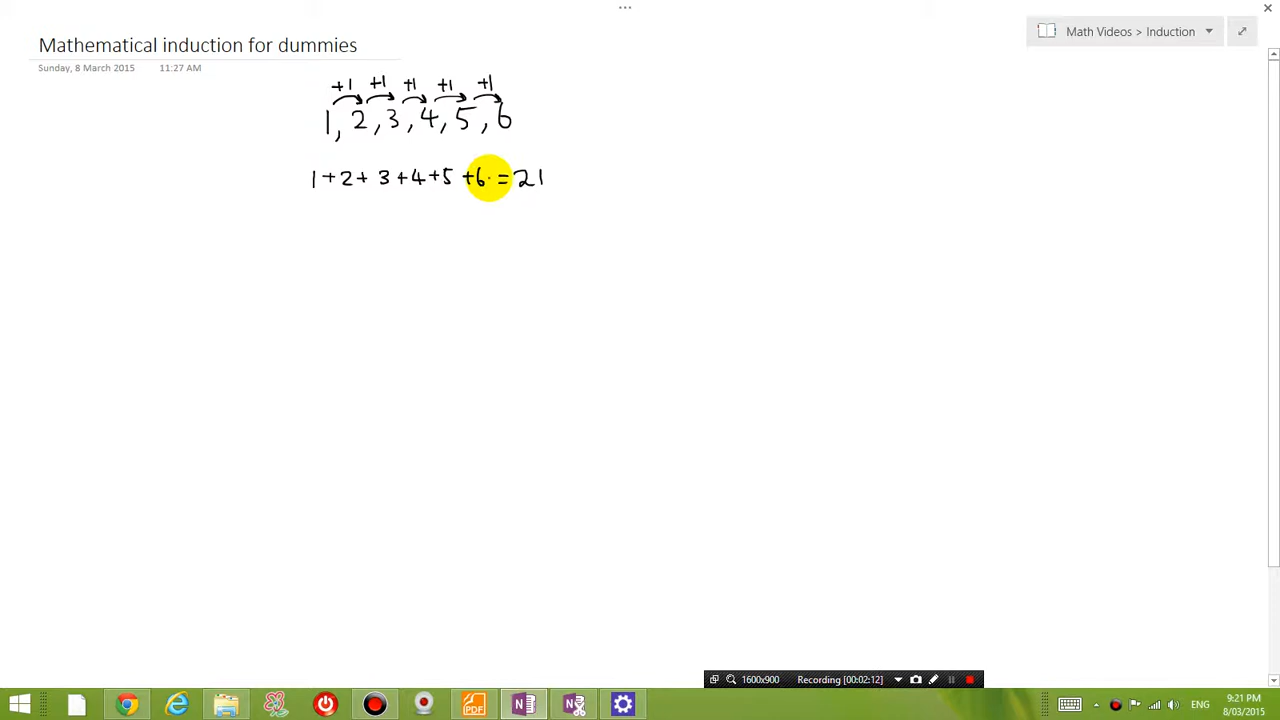 ...
Mathematical induction for dummies
Math Videos > Induction
Sunday, 8 March 2015 11:27 AM
+1 +1 +1 +1 +1
1, 2, 3, 4, 5, 6
1+2+ 3+4+5 +6. = 21
1600x900 Recording [00:02:12]
PDF N N ENG 9:21 PM
8/03/2015